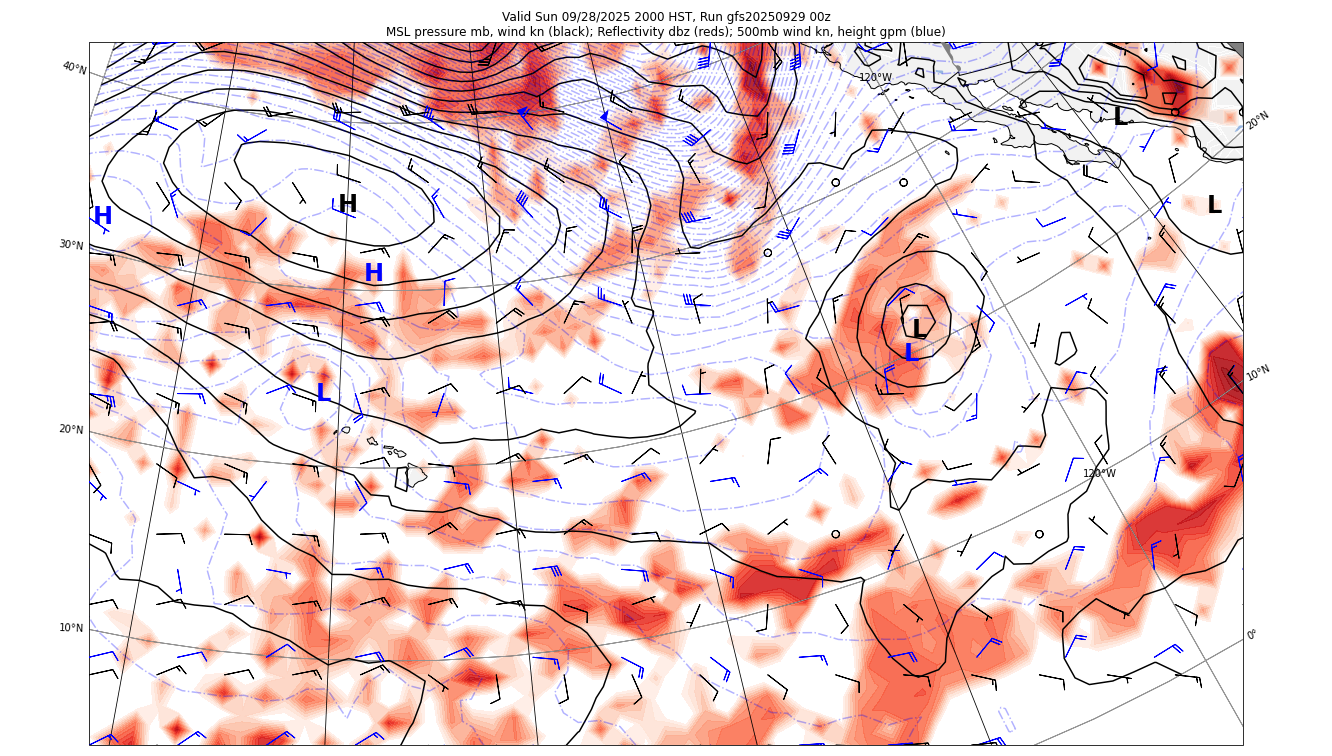 Valid Sun 09/28/2025 2000 HST, Run gfs20250929 00z
MSL pressure mb, wind kn (black); Reflectivity dbz (reds); 500mb wind kn, height gpm (blue)
40°N
120°W
L
20°N
H
H
L
30°N
H
L
L
10°N
L
20°N
120°W
10°N
0°